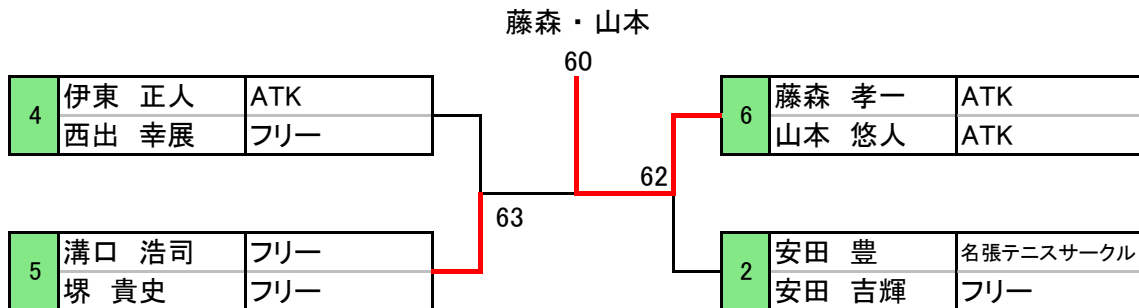 藤森・山本
60
4 伊東 正人 ATK
西出 幸展 フリー
6 藤森 孝一 ATK
山本 悠人 ATK
62
63
5 溝口 浩司 フリー
堺 貴史 フリー
2 安田 豊 名張テニスサークル
安田 吉輝 フリー